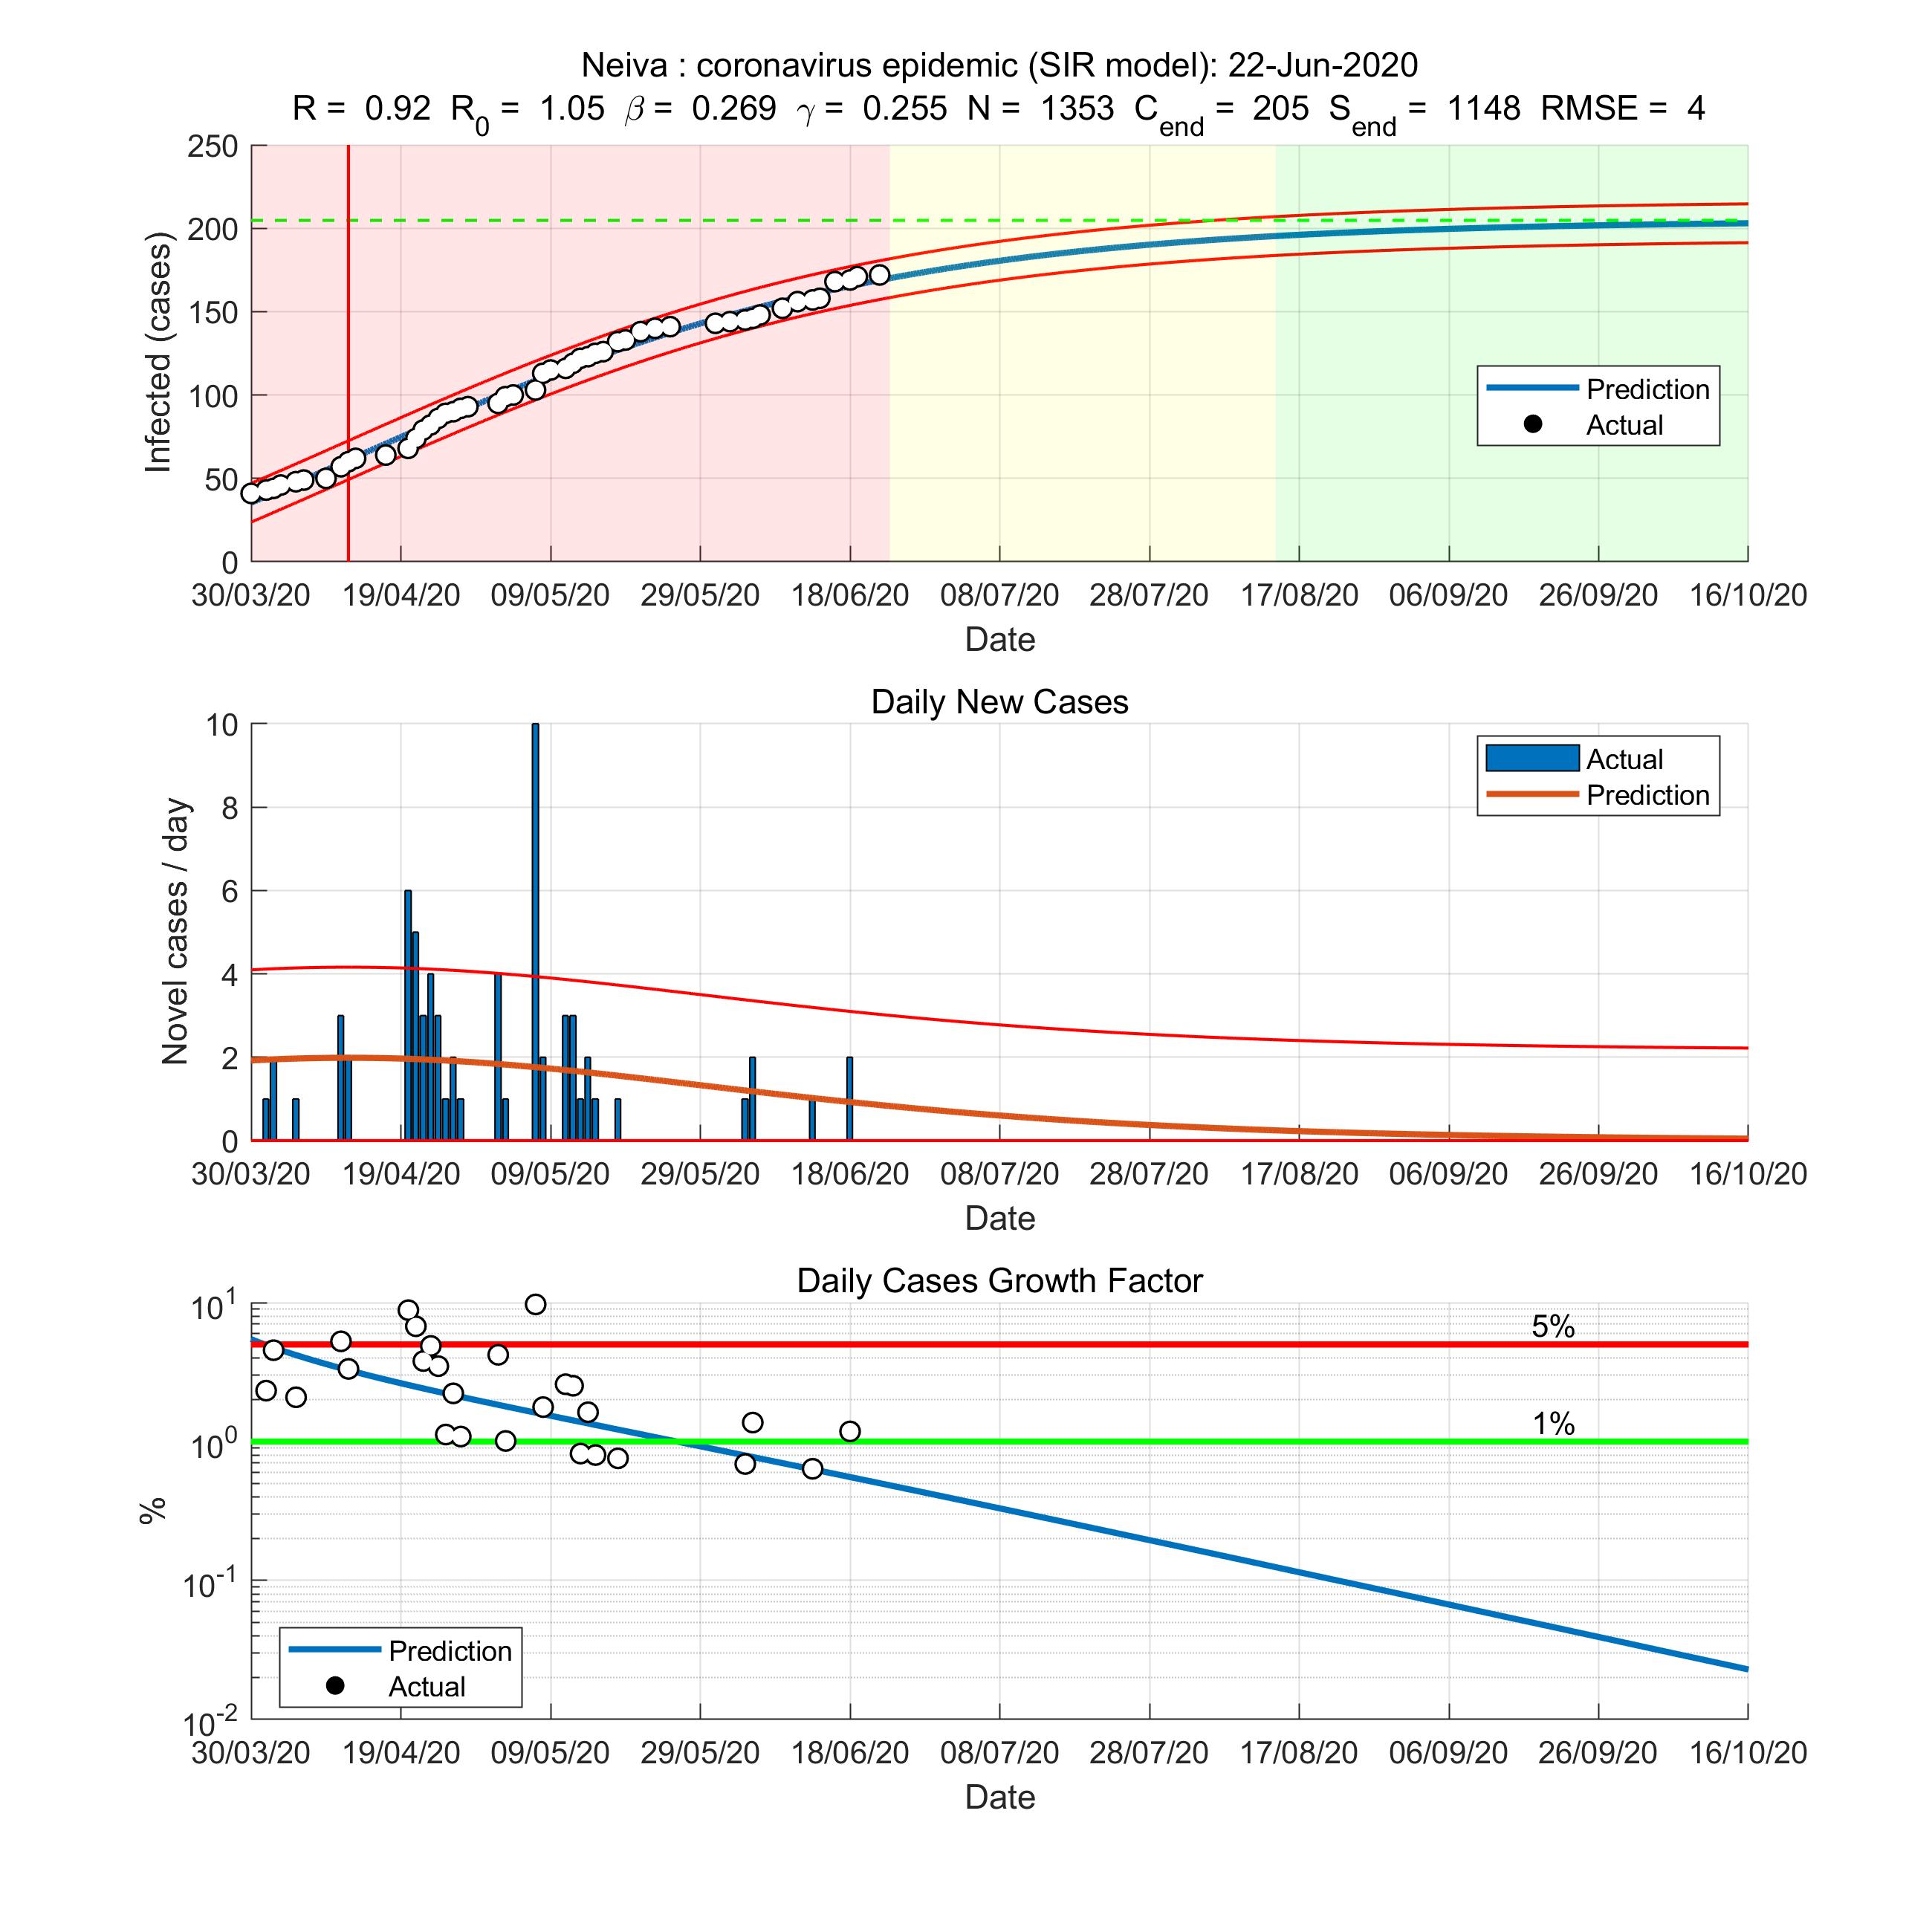 Neiva : coronavirus epidemic (SIR model): 22-Jun-2020
R = 0.92 R0 = 1.05 β = 0.269 γ = 0.255 N = 1353 Cend = 205 Send = 1148 RMSE = 4
250
200
150
100
50
0
Infected (cases)
Prediction
Actual
30/03/20 19/04/20 09/05/20 29/05/20 18/06/20 08/07/20 28/07/20 17/08/20 06/09/20 26/09/20 16/10/20
Date
Daily New Cases
10
8
6
4
2
0
Novel cases / day
Actual
Prediction
30/03/20 19/04/20 09/05/20 29/05/20 18/06/20 08/07/20 28/07/20 17/08/20 06/09/20 26/09/20 16/10/20
Date
Daily Cases Growth Factor
10^1
10^0
10^-1
10^-2
%
5%
1%
Prediction
Actual
30/03/20 19/04/20 09/05/20 29/05/20 18/06/20 08/07/20 28/07/20 17/08/20 06/09/20 26/09/20 16/10/20
Date